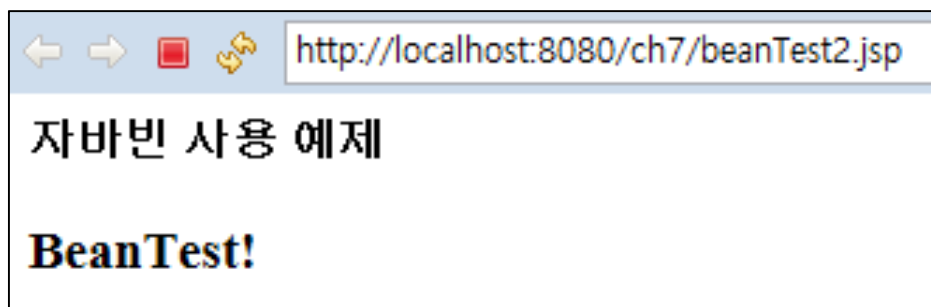 http://localhost:8080/ch7/beanTest2.jsp
자바빈 사용 예제
BeanTest!